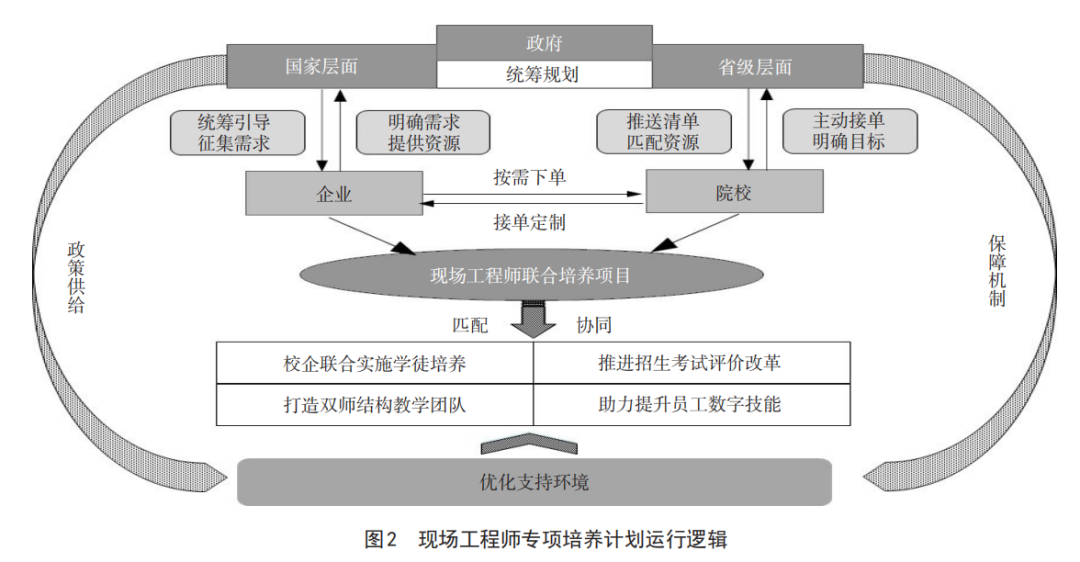 政府
国家层面
统筹规划
省级层面
统筹引导
征集需求
明确需求
提供资源
推送清单
匹配资源
主动接单
明确目标
企业
按需下单
院校
接单定制
政策供给
保障机制
现场工程师联合培养项目
匹配
协同
校企联合实施学徒培养
推进招生考试评价改革
打造双师结构教学团队
助力提升员工数字技能
优化支持环境
图2 现场工程师专项培养计划运行逻辑